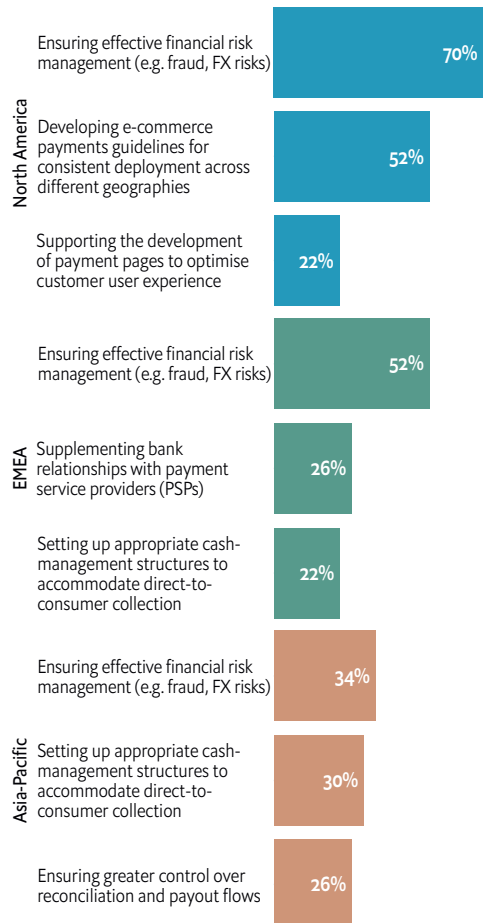 North America
Ensuring effective financial risk
management (e.g. fraud, FX risks)
70%
Developing e-commerce
payments guidelines for
consistent deployment across
different geographies
52%
Supporting the development
of payment pages to optimise
customer user experience
22%
EMEA
Ensuring effective financial risk
management (e.g. fraud, FX risks)
52%
Supplementing bank
relationships with payment
service providers (PSPs)
26%
Setting up appropriate cash-
management structures to
accommodate direct-to-
consumer collection
22%
Asia-Pacific
Ensuring effective financial risk
management (e.g. fraud, FX risks)
34%
Setting up appropriate cash-
management structures to
accommodate direct-to-
consumer collection
30%
Ensuring greater control over
reconciliation and payout flows
26%